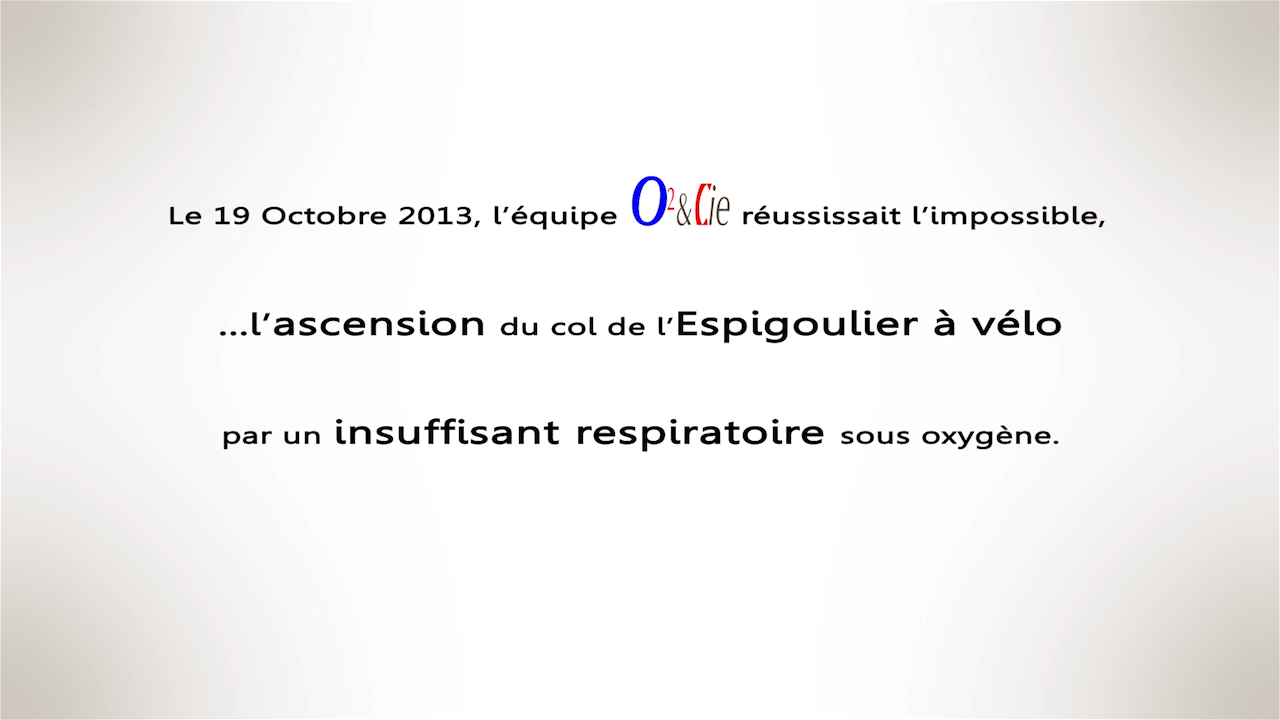 Le 19 Octobre 2013, l’équipe O²&Cie réussissait l’impossible,
...l’ascension du col de l’Espigoulier à vélo
par un insuffisant respiratoire sous oxygène.